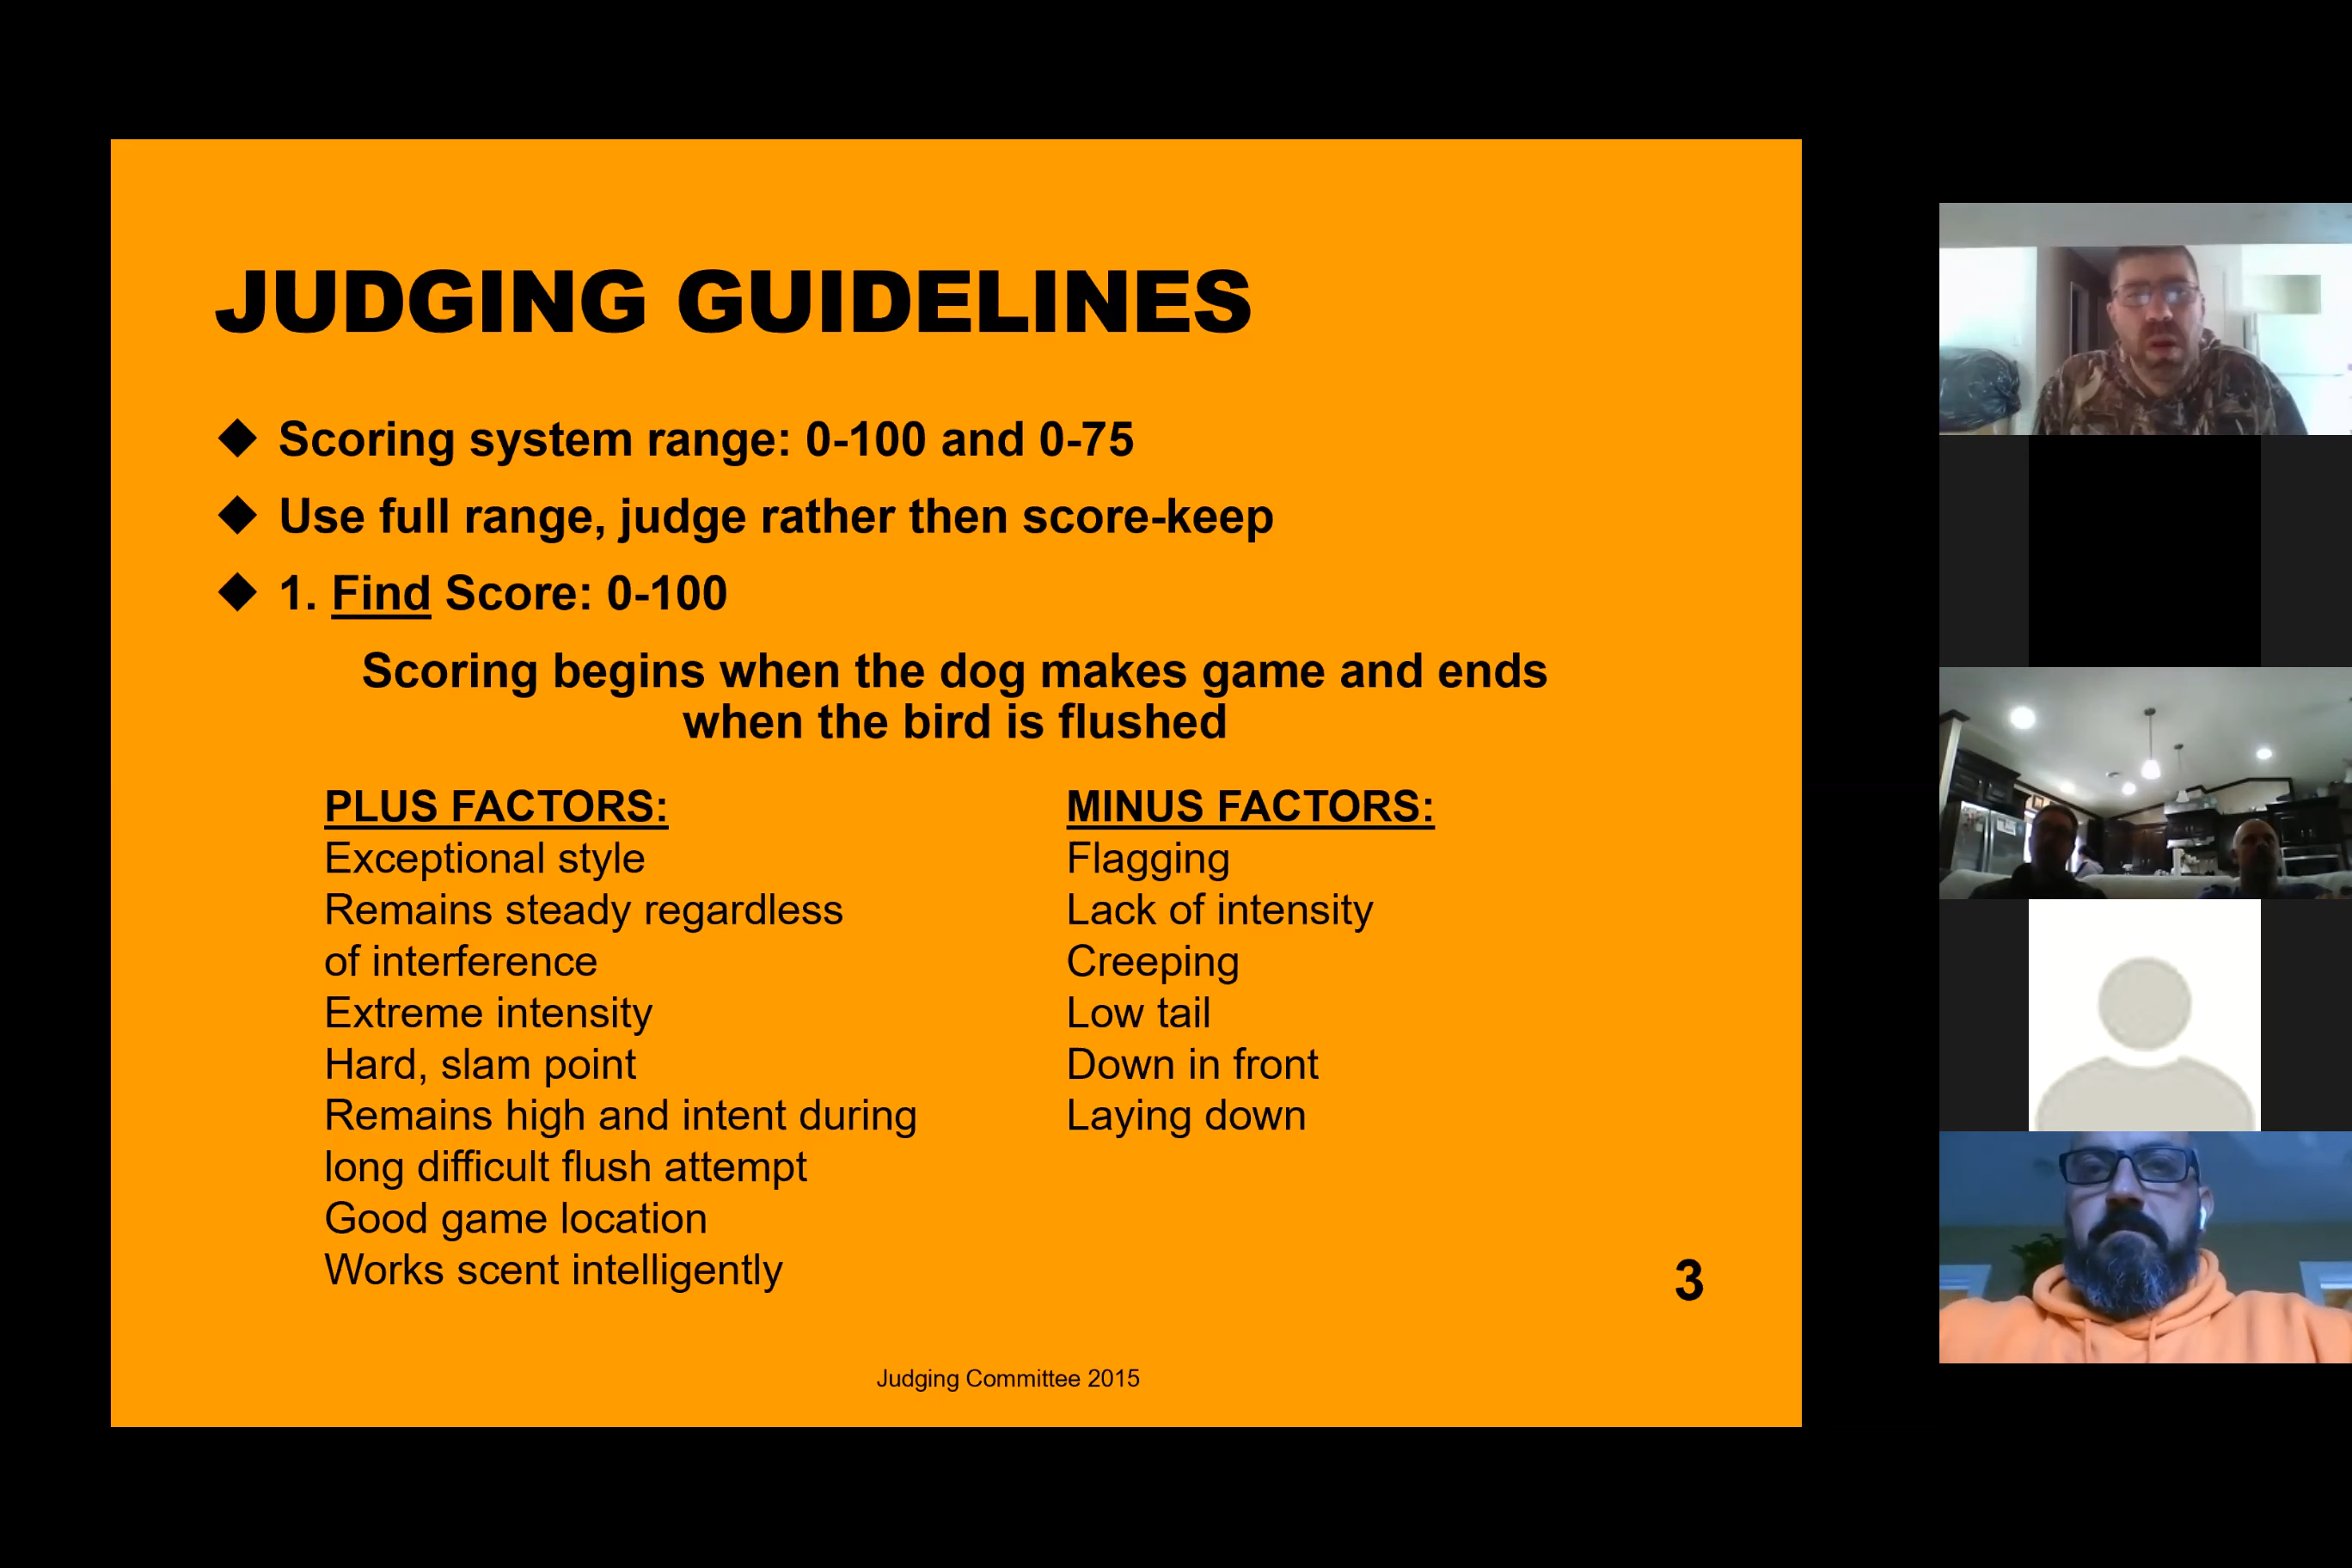 JUDGING GUIDELINES
◆ Scoring system range: 0-100 and 0-75
◆ Use full range, judge rather then score-keep
◆ 1. Find Score: 0-100
Scoring begins when the dog makes game and ends
when the bird is flushed
PLUS FACTORS:
Exceptional style
Remains steady regardless
of interference
Extreme intensity
Hard, slam point
Remains high and intent during
long difficult flush attempt
Good game location
Works scent intelligently
MINUS FACTORS:
Flagging
Lack of intensity
Creeping
Low tail
Down in front
Laying down
3
Judging Committee 2015